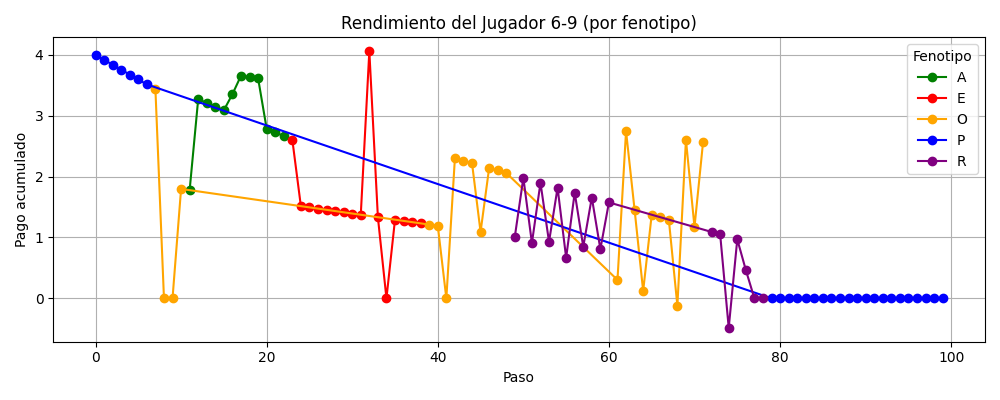 Rendimiento del Jugador 6-9 (por fenotipo)
Pago acumulado
4
3
2
1
0
0
20
40
60
80
100
Paso
Fenotipo
A
E
O
P
R